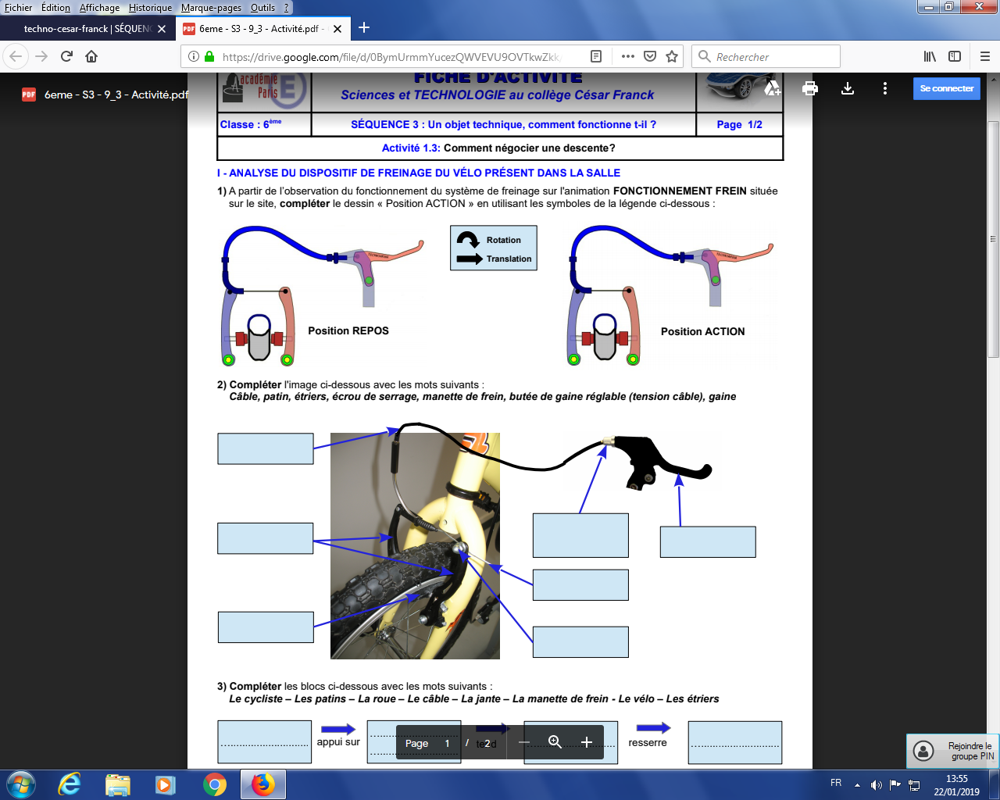 Fichier Édition Affichage Historique Marque-pages Outils ?
techno-cesar-franck | SÉQUENC
6eme - S3 - 9_3 - Activité.pdf -
https://drive.google.com/file/d/0BymUrmmYucezQWVEVU9OVTkwZkk
Rechercher
6eme - S3 - 9_3 - Activité.pdf
Se connecter
académie
Paris
FICHE D'ACTIVITÉ
Sciences et TECHNOLOGIE au collège César Franck
Classe : 6ème
SÉQUENCE 3 : Un objet technique, comment fonctionne t-il ?
Page 1/2
Activité 1.3: Comment négocier une descente?
I - ANALYSE DU DISPOSITIF DE FREINAGE DU VÉLO PRÉSENT DANS LA SALLE
1) A partir de l'observation du fonctionnement du système de freinage sur l'animation FONCTIONNEMENT FREIN située
sur le site, compléter le dessin « Position ACTION » en utilisant les symboles de la légende ci-dessous :
Rotation
Translation
Position REPOS
Position ACTION
2) Compléter l'image ci-dessous avec les mots suivants :
Câble, patin, étriers, écrou de serrage, manette de frein, butée de gaine réglable (tension câble), gaine
3) Compléter les blocs ci-dessous avec les mots suivants :
Le cycliste – Les patins – La roue – Le câble – La jante – La manette de frein - Le vélo – Les étriers
appui sur
tend
resserre
Page 1 / 2
Rejoindre le
groupe PIN
FR
13:55
22/01/2019